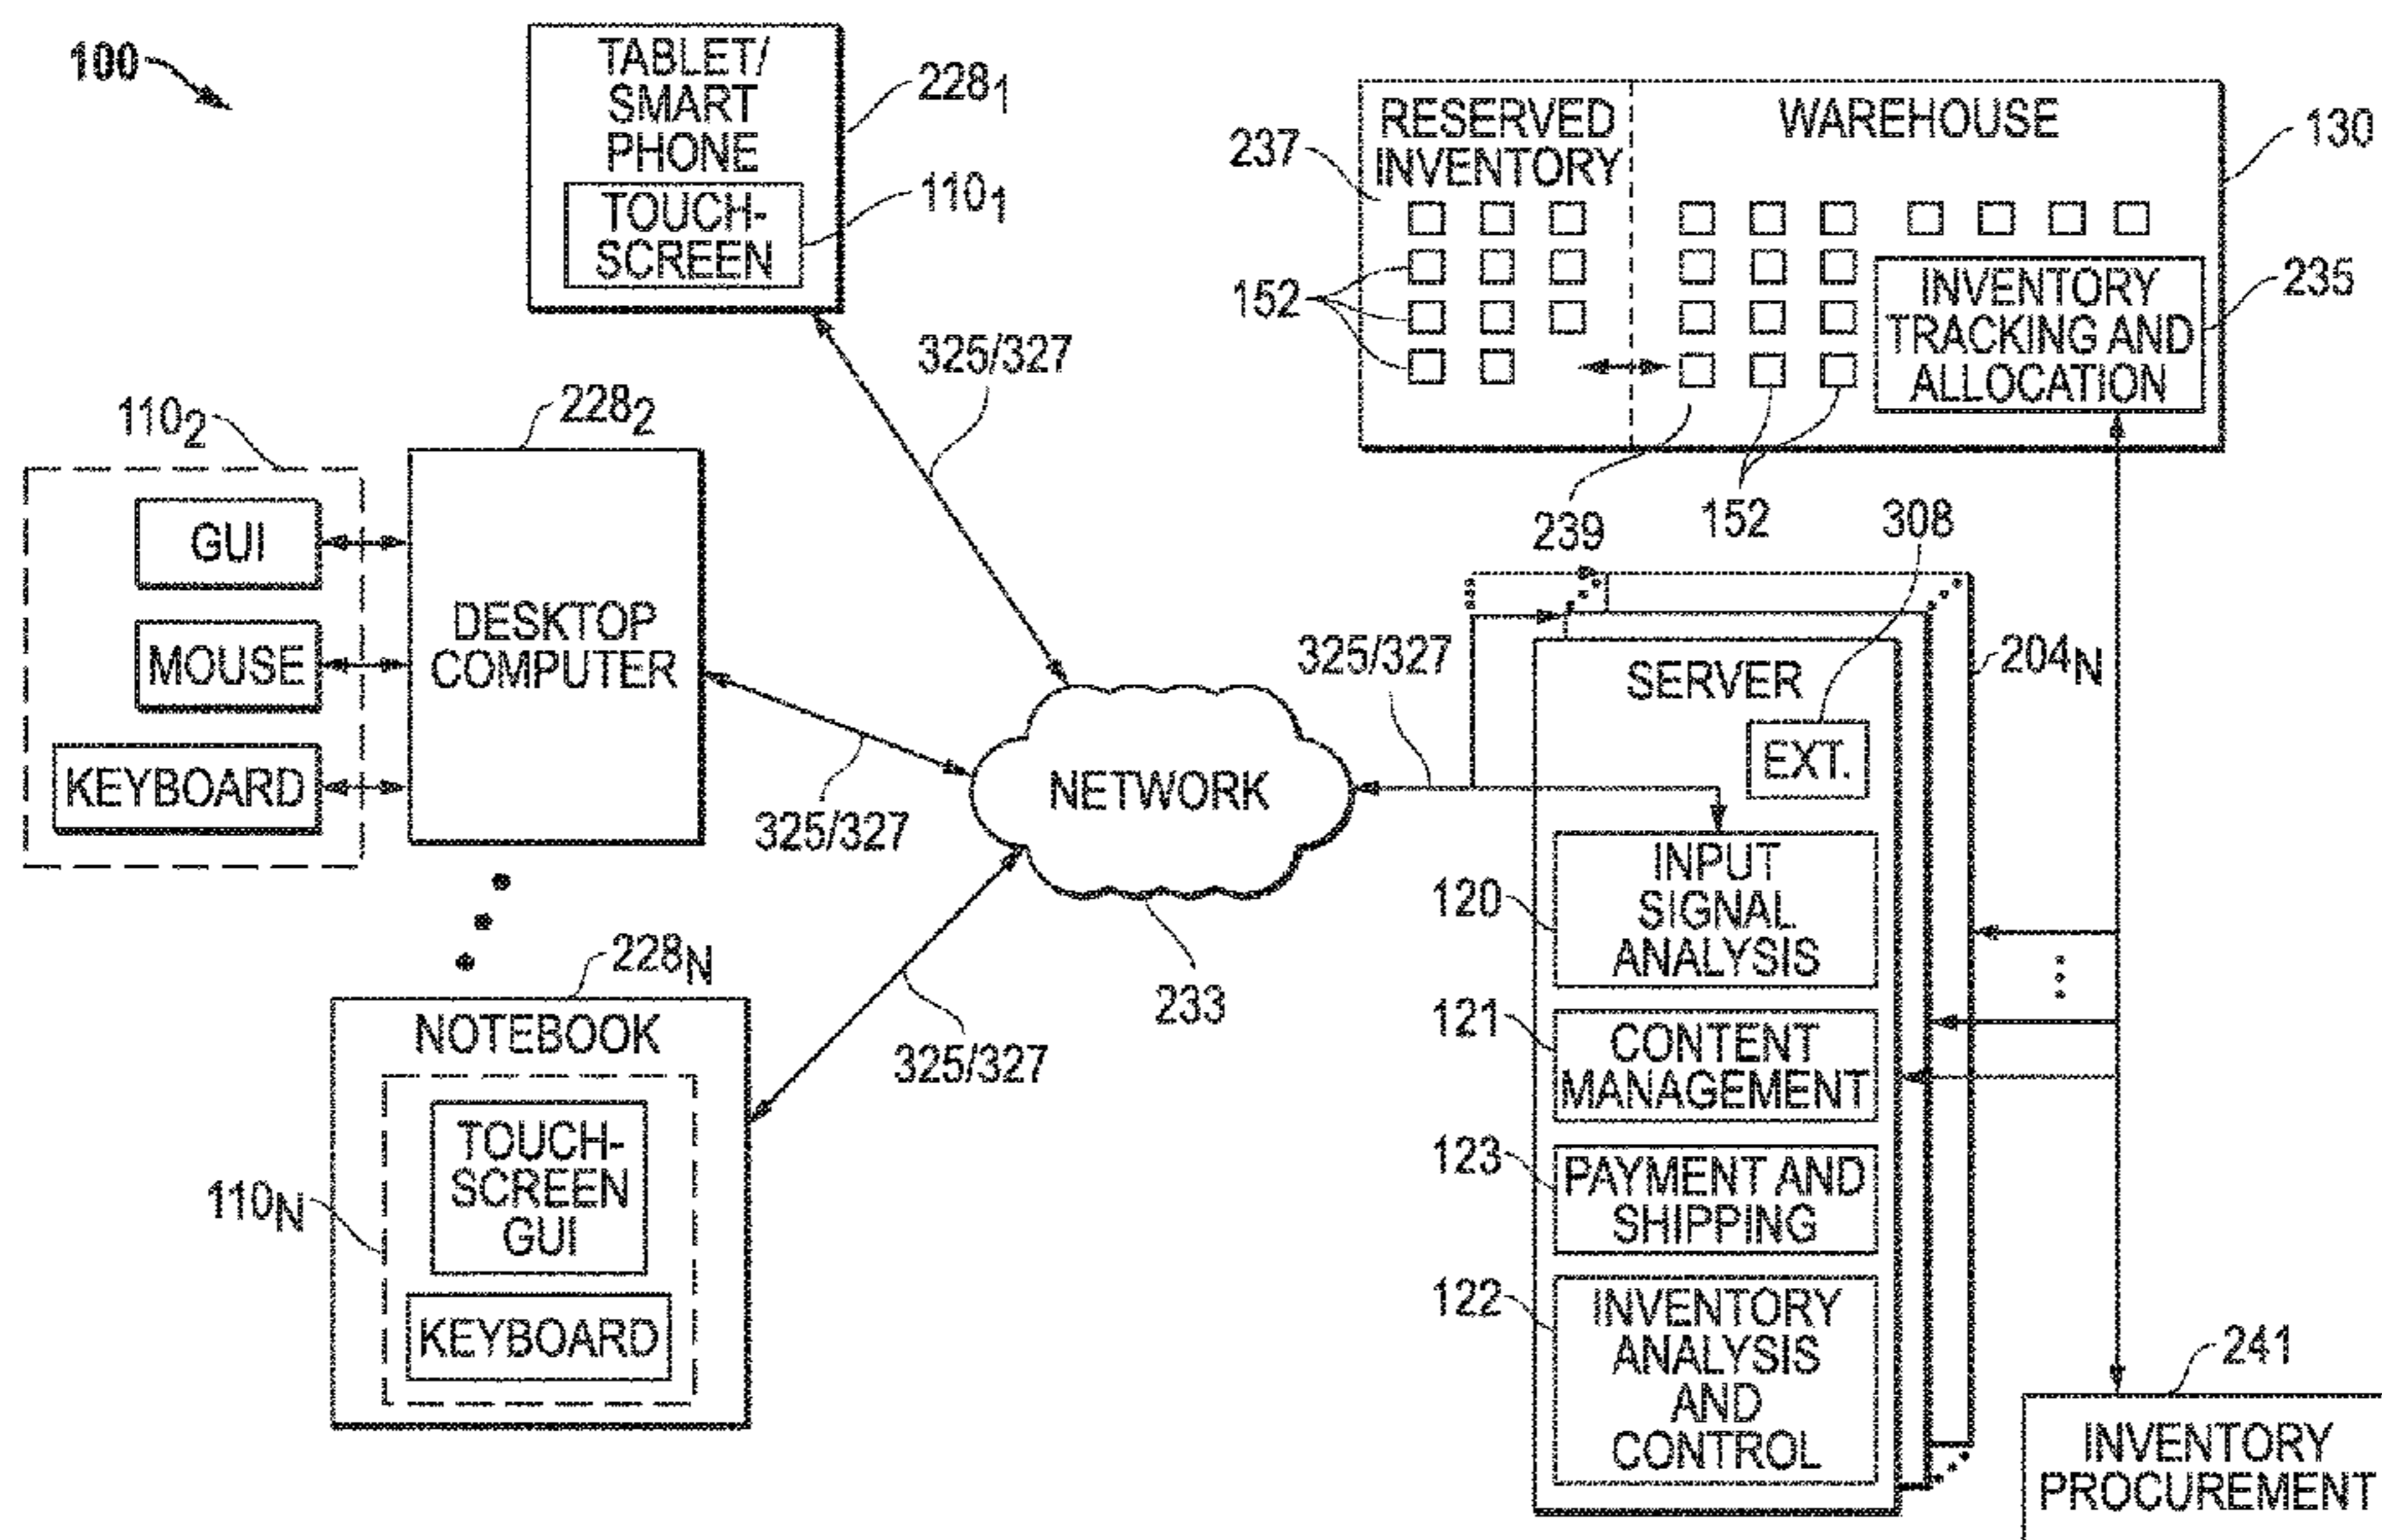 100
TABLET/
SMART
PHONE
228₁
TOUCH-
SCREEN
110₁
325/327
RESERVED
INVENTORY
WAREHOUSE
237
130
152
INVENTORY
TRACKING AND
ALLOCATION
235
239
152
308
110₂
228₂
GUI
MOUSE
KEYBOARD
DESKTOP
COMPUTER
325/327
NETWORK
233
325/327
SERVER
204N
EXT.
120
INPUT
SIGNAL
ANALYSIS
121
CONTENT
MANAGEMENT
123
PAYMENT AND
SHIPPING
122
INVENTORY
ANALYSIS
AND
CONTROL
228N
NOTEBOOK
325/327
110N
TOUCH-
SCREEN
GUI
KEYBOARD
241
INVENTORY
PROCUREMENT